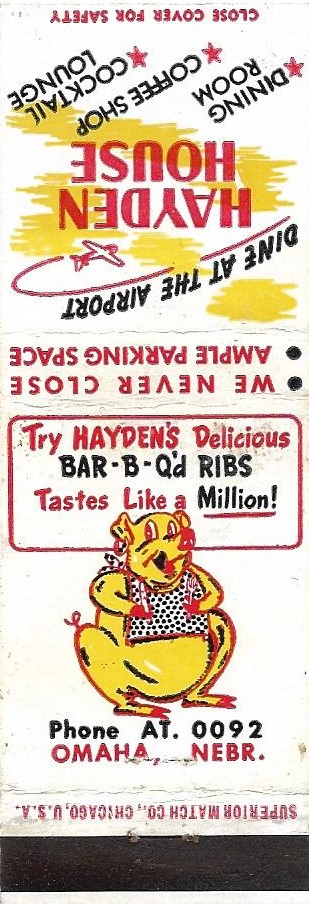 CLOSE COVER FOR SAFETY
DINE AT THE AIRPORT
HAYDEN
HOUSE
DINING
ROOM
COFFEE SHOP
COCKTAIL
LOUNGE
WE NEVER CLOSE
AMPLE PARKING SPACE
Try HAYDEN'S Delicious
BAR-B-Q'd RIBS
Tastes Like a Million!
Phone AT. 0092
OMAHA, NEBR.
SUPERIOR MATCH CO., CHICAGO, U.S.A.